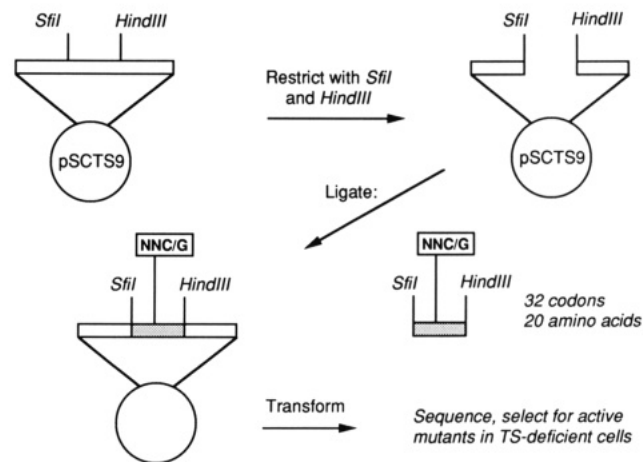 SfiI HindIII
pSCTS9
Restrict with SfiI
and HindIII
SfiI HindIII
pSCTS9
Ligate:
NNC/G
SfiI HindIII
NNC/G
SfiI HindIII
32 codons
20 amino acids
Transform
Sequence, select for active
mutants in TS-deficient cells